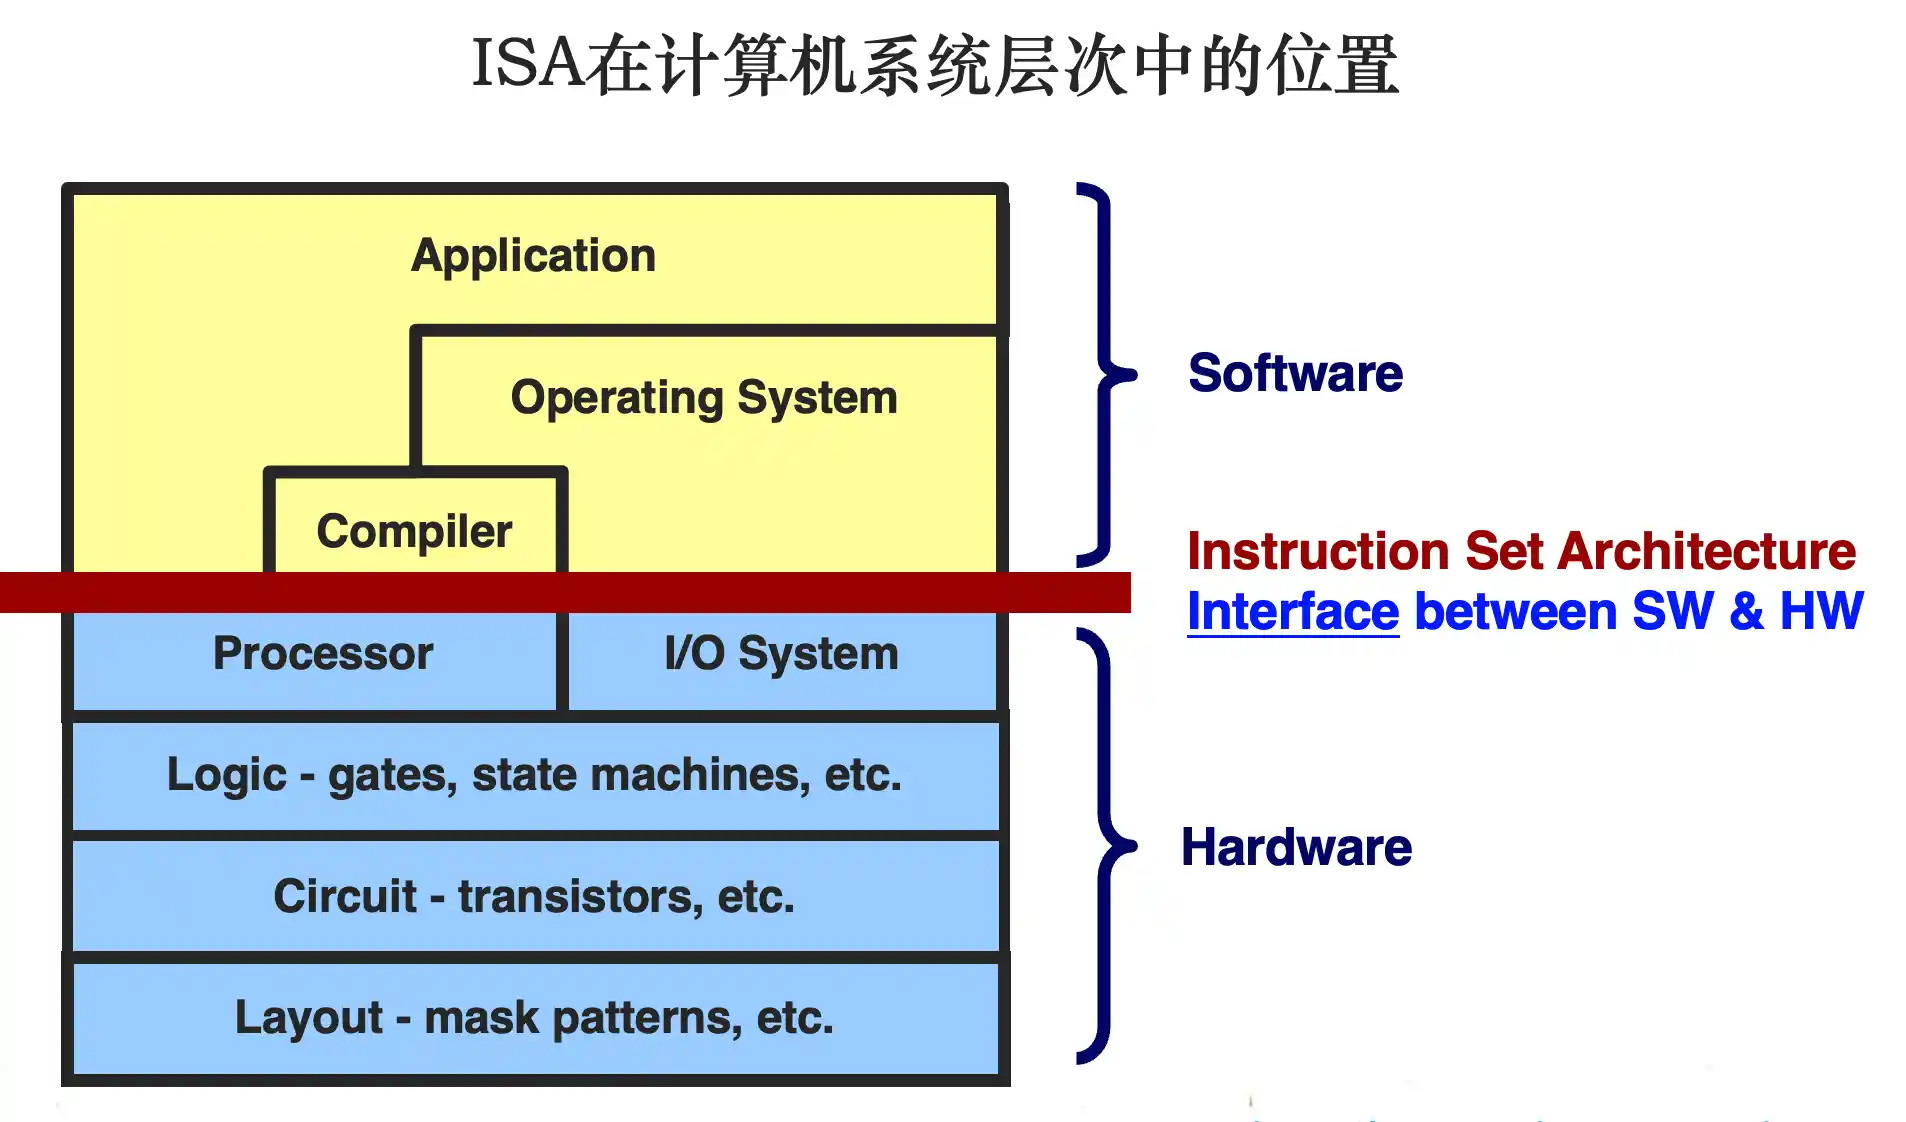 ISA在计算机系统层次中的位置
Application
Operating System
Software
Compiler
Instruction Set Architecture
Interface between SW & HW
Processor
I/O System
Logic - gates, state machines, etc.
Hardware
Circuit - transistors, etc.
Layout - mask patterns, etc.